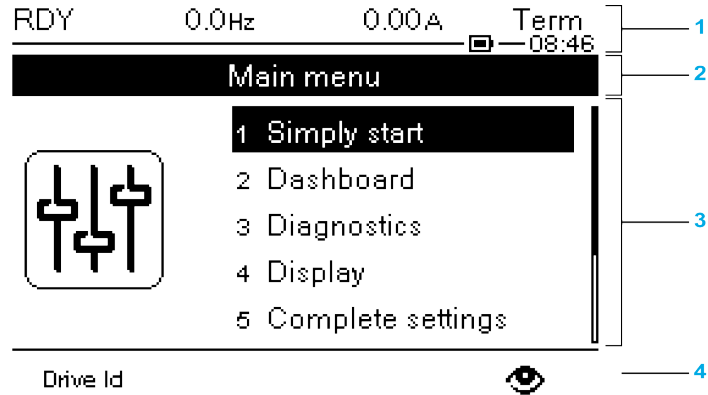 RDY 0.0Hz 0.00A Term 1
08:46
Main menu 2
1 Simply start
2 Dashboard
3 Diagnostics 3
4 Display
5 Complete settings
Drive Id 4